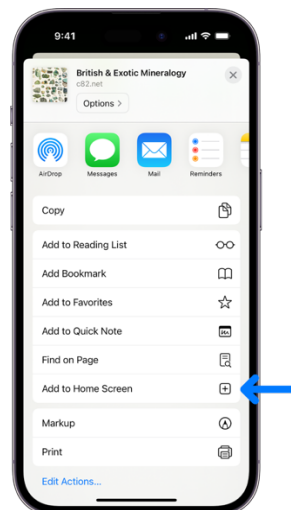 9:41
British & Exotic Mineralogy
c82.net
Options >
AirDrop
Messages
Mail
Reminders
Copy
Add to Reading List
Add Bookmark
Add to Favorites
Add to Quick Note
Find on Page
Add to Home Screen
Markup
Print
Edit Actions...